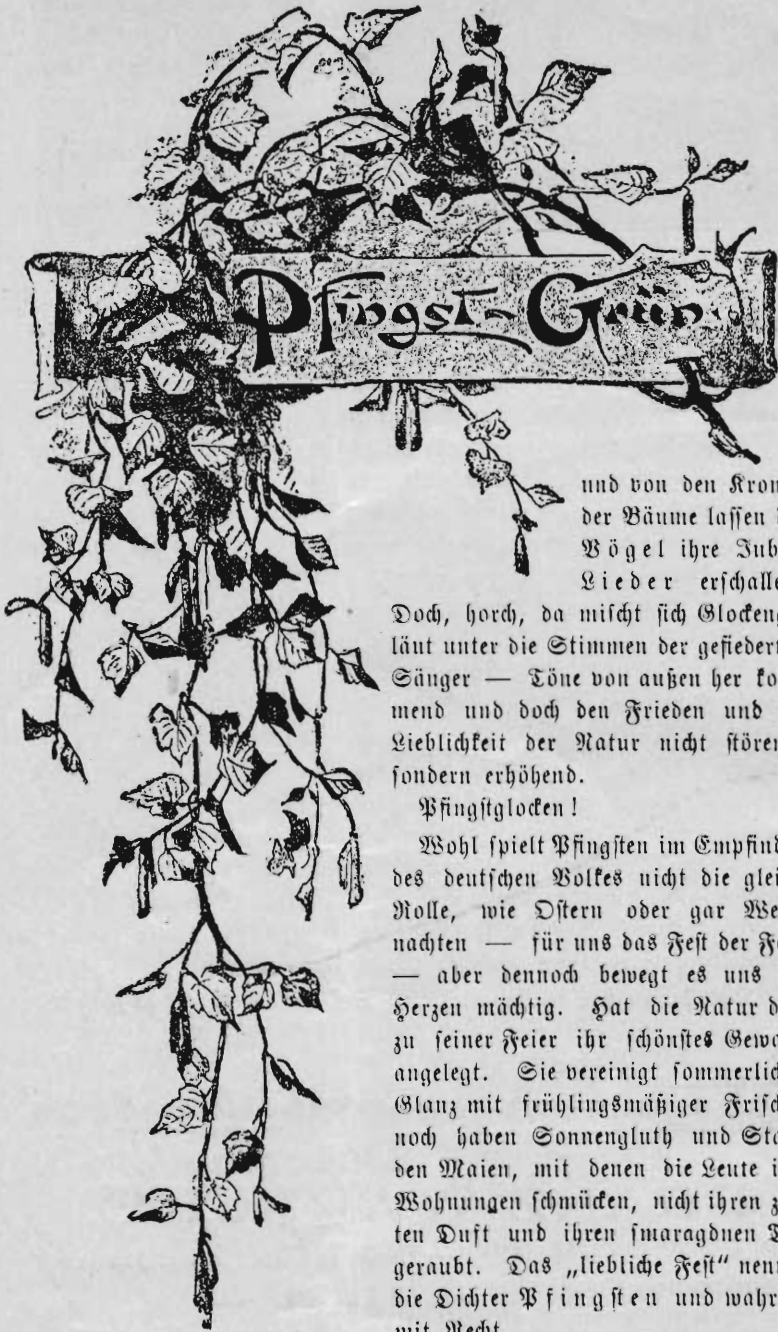 Pfingst-Grün
und von den Kron
der Bäume lassen
Vögel ihre Jub
Lieder erschalle
Doch, horch, da mischt sich Glockeng
läut unter die Stimmen der gefiedert
Sänger — Töne von außen her ko
mend und doch den Frieden und
Lieblichkeit der Natur nicht stören
sondern erhöhend.
Pfingstglocken!
Wohl spielt Pfingsten im Empfind
des deutschen Volkes nicht die glei
Rolle, wie Ostern oder gar We
nachten — für uns das Fest der Fe
— aber dennoch bewegt es uns
Herzen mächtig. Hat die Natur d
zu seiner Feier ihr schönstes Gewa
angelegt. Sie vereinigt sommerlich
Glanz mit frühlingsmäßiger Frisch
noch haben Sonnengluth und Sta
den Maien, mit denen die Leute i
Wohnungen schmücken, nicht ihren z
ten Duft und ihren smaragdnen T
geraubt. Das „liebliche Fest“ nenn
die Dichter Pfingsten und wahr
mit Recht